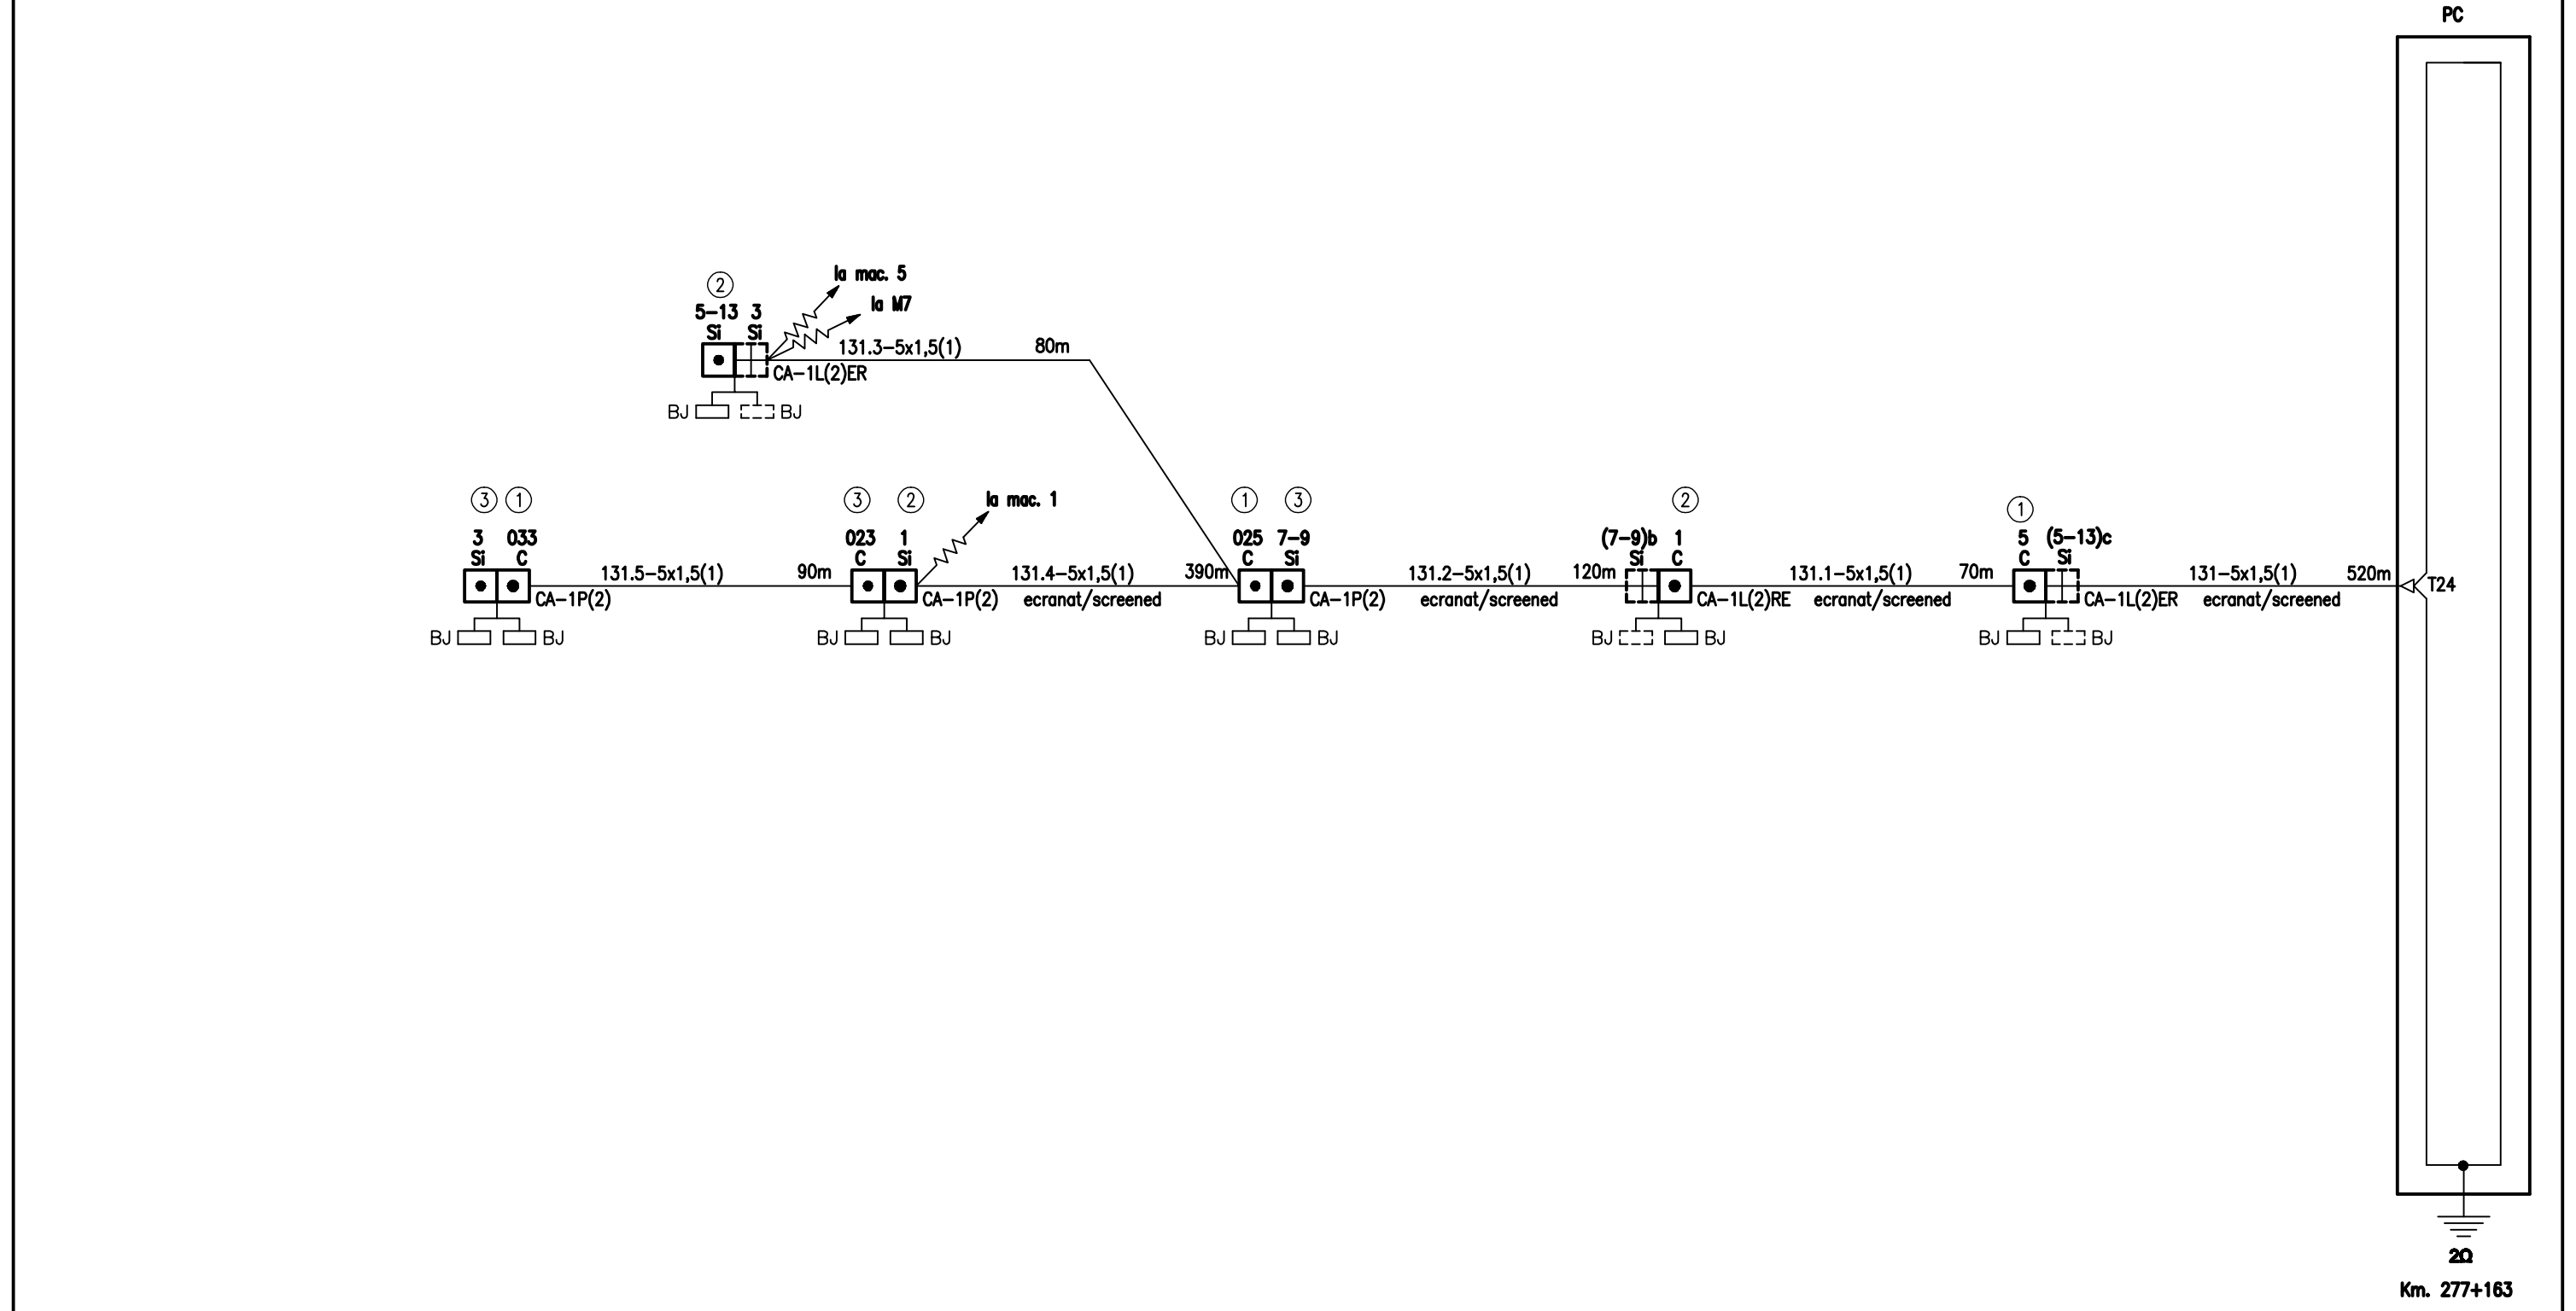 PC
la mac. 5
② la M7
5-13 3
Si Si
131.3-5x1,5(1) 80m
CA-1L(2)ER
BJ BJ
③ ① ③ ② la mac. 1 ① ③ ② ①
3 033 023 1 025 7-9 (7-9)b 1 5 (5-13)c
Si C C Si C Si Si C C Si
131.5-5x1,5(1) 90m 131.4-5x1,5(1) 390m 131.2-5x1,5(1) 120m 131.1-5x1,5(1) 70m 131-5x1,5(1) 520m T24
CA-1P(2) CA-1P(2) ecranat/screened CA-1P(2) ecranat/screened CA-1L(2)RE ecranat/screened CA-1L(2)ER ecranat/screened
BJ BJ BJ BJ BJ BJ BJ BJ BJ BJ
2Ω
Km. 277+163